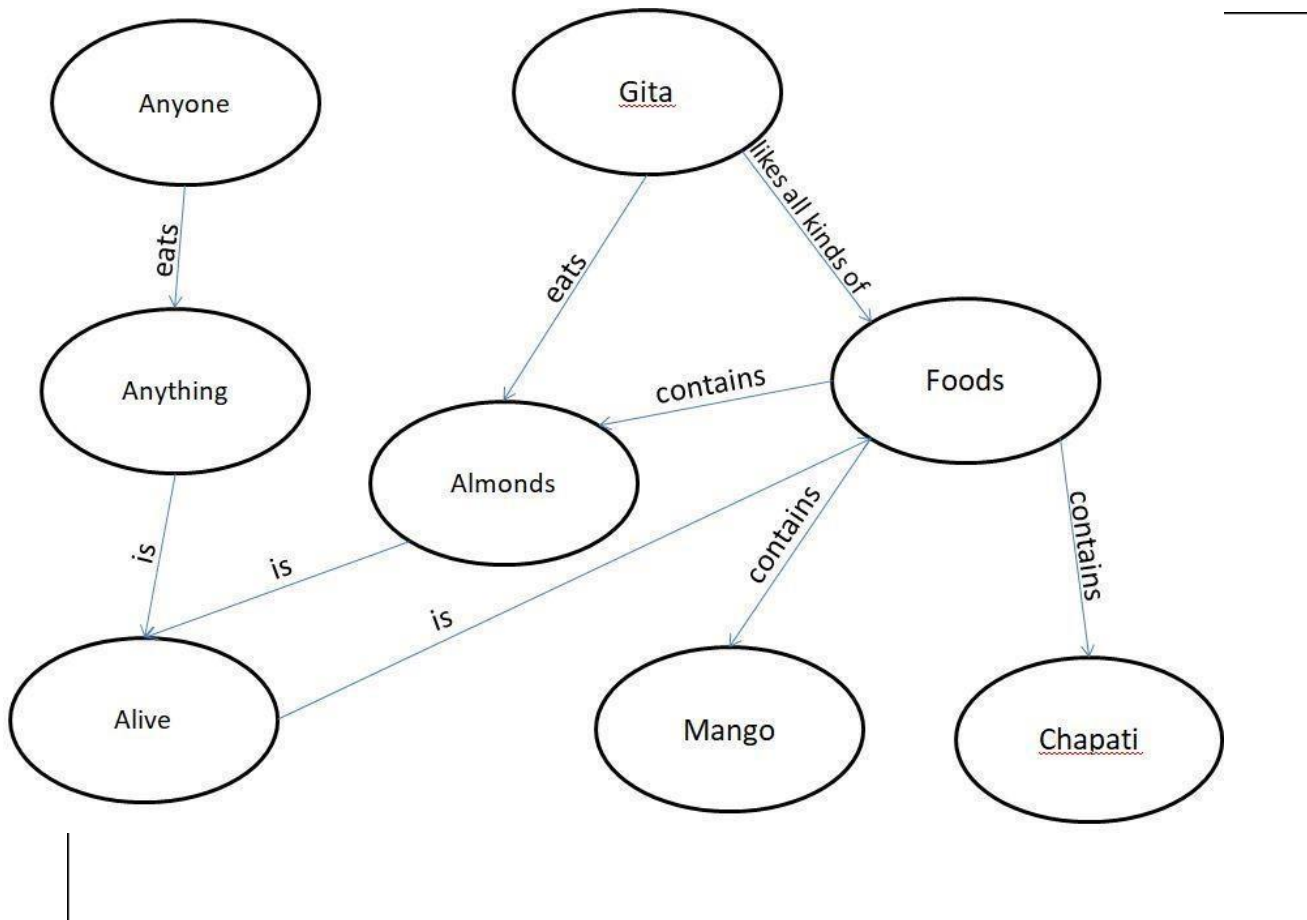 Anyone
Gita
likes all kinds of
eats
eats
Anything
contains
Foods
Almonds
contains
contains
is
is
is
Alive
Mango
Chapati